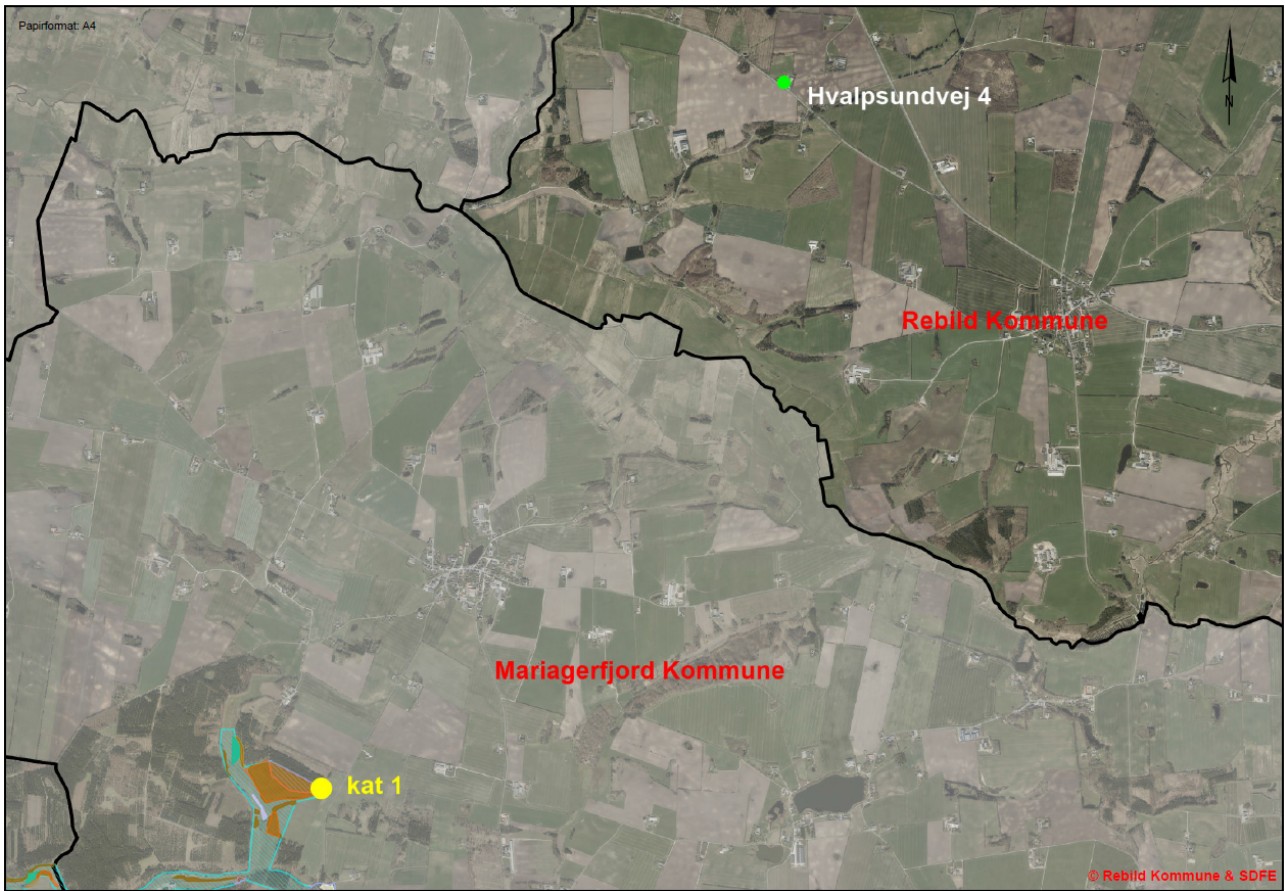 Papirformat: A4
Hvalpsundvej 4
N
Rebild Kommune
Mariagerfjord Kommune
kat 1
© Rebild Kommune & SDFE